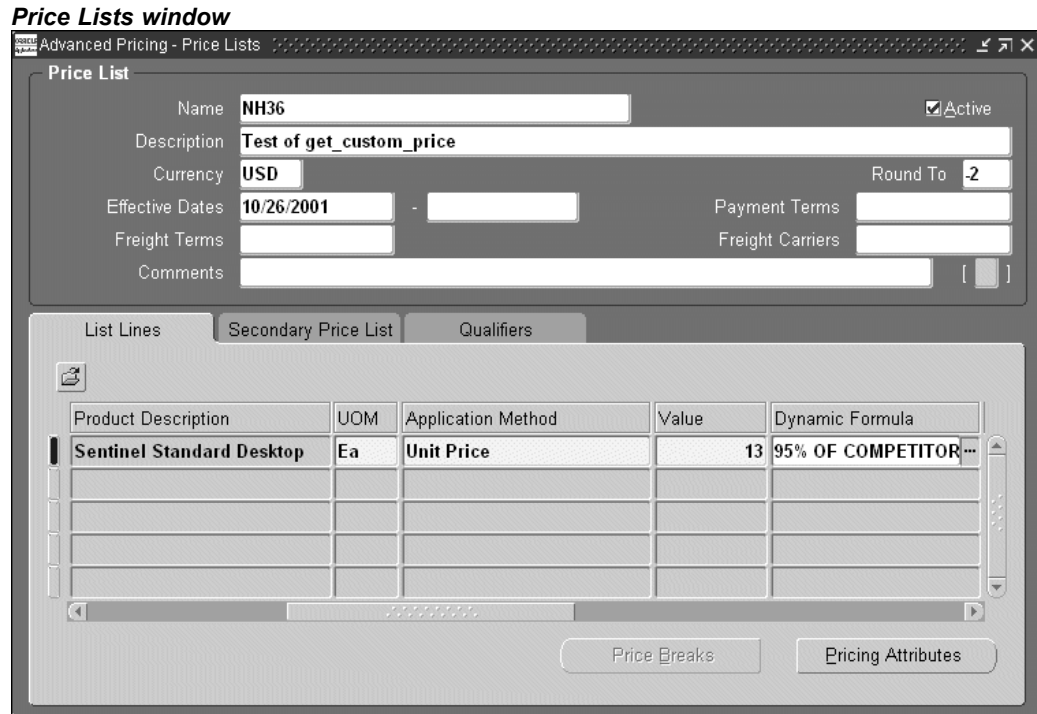 Price Lists window
ORACLE Advanced Pricing - Price Lists
Price List
Name NH36 Active
Description Test of get_custom_price
Currency USD Round To -2
Effective Dates 10/26/2001 - Payment Terms
Freight Terms Freight Carriers
Comments [ ]
List Lines Secondary Price List Qualifiers
Product Description UOM Application Method Value Dynamic Formula
Sentinel Standard Desktop Ea Unit Price 13 95% OF COMPETITOR ...
Price Breaks Pricing Attributes